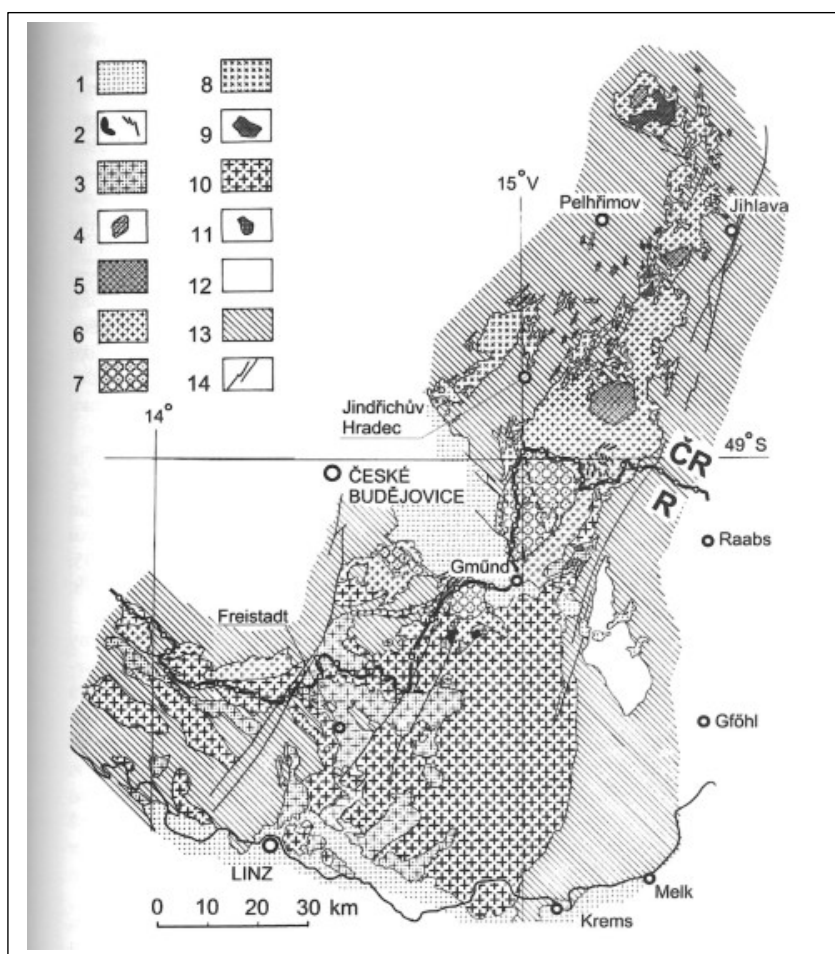 1
2
3
4
5
6
7
8
9
10
11
12
13
14
15°V
Pelhřimov
Jihlava
Jindřichův
Hradec
14°
49°S
ČR
R
ČESKÉ
BUDĚJOVICE
Raabs
Gműnd
Freistadt
Gföhl
LINZ
Melk
Krems
0 10 20 30 km